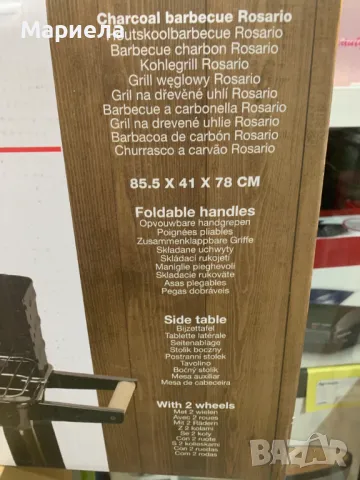 Мариела
Charcoal barbecue Rosario
Houtskoolbarbecue Rosario
Barbecue charbon Rosario
Kohlegrill Rosario
Grill węglowy Rosario
Gril na dřevěné uhlí Rosario
Barbecue a carbonella Rosario
Gril na drevené uhlie Rosario
Barbacoa de carbón Rosario
Churrasco a carvão Rosario
85.5 X 41 X 78 CM
Foldable handles
Opvouwbare handgrepen
Poignées pliables
Zusammenklappbare Griffe
Składane uchwyty
Skládací rukojeti
Maniglie pieghevoli
Skladacie rukoväte
Asas plegables
Pegas dobráveis
Side table
Bijzettafel
Tablette latérale
Seitenablage
Stolik boczny
Postranní stolek
Tavolino
Bočný stolík
Mesa auxiliar
Mesa de cabeceira
With 2 wheels
Met 2 wielen
Avec 2 roues
Mit 2 Rädern
Z 2 kołami
Se 2 koly
Con 2 ruote
S 2 kolieskami
Con 2 ruedas
Com 2 rodas
BAZAR